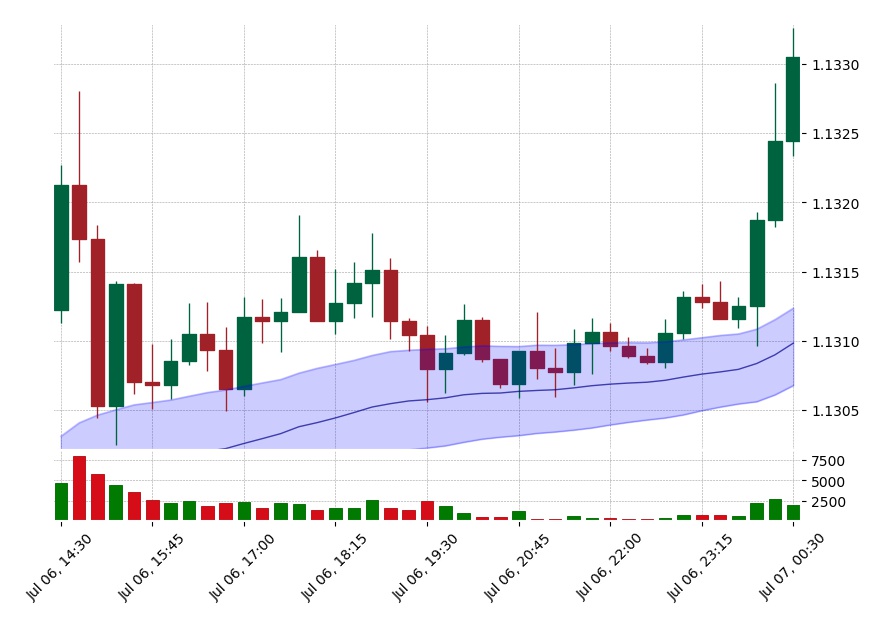 1.1330
1.1325
1.1320
1.1315
1.1310
1.1305
7500
5000
2500
Jul 06, 14:30
Jul 06, 15:45
Jul 06, 17:00
Jul 06, 18:15
Jul 06, 19:30
Jul 06, 20:45
Jul 06, 22:00
Jul 06, 23:15
Jul 07, 00:30